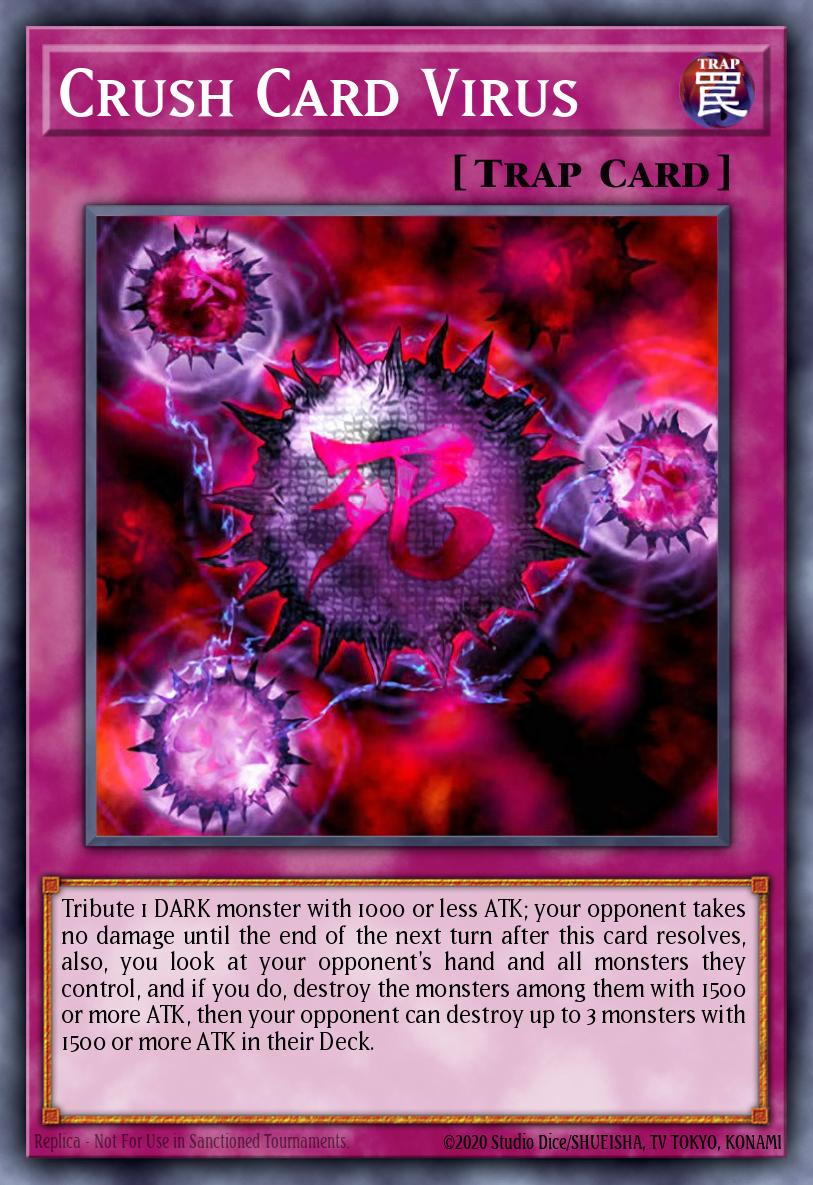 Crush Card Virus
TRAP
罠
[Trap Card]
死
Tribute 1 DARK monster with 1000 or less ATK; your opponent takes
no damage until the end of the next turn after this card resolves,
also, you look at your opponent's hand and all monsters they
control, and if you do, destroy the monsters among them with 1500
or more ATK, then your opponent can destroy up to 3 monsters with
1500 or more ATK in their Deck.
Replica - Not For Use in Sanctioned Tournaments.
©2020 Studio Dice/SHUEISHA, TV TOKYO, KONAMI